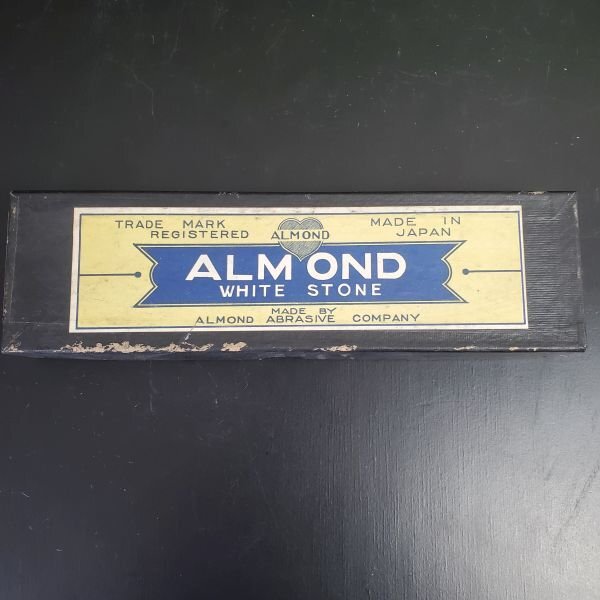 TRADE MARK
REGISTERED
ALMOND
MADE IN
JAPAN
ALMOND
WHITE STONE
MADE BY
ALMOND ABRASIVE COMPANY